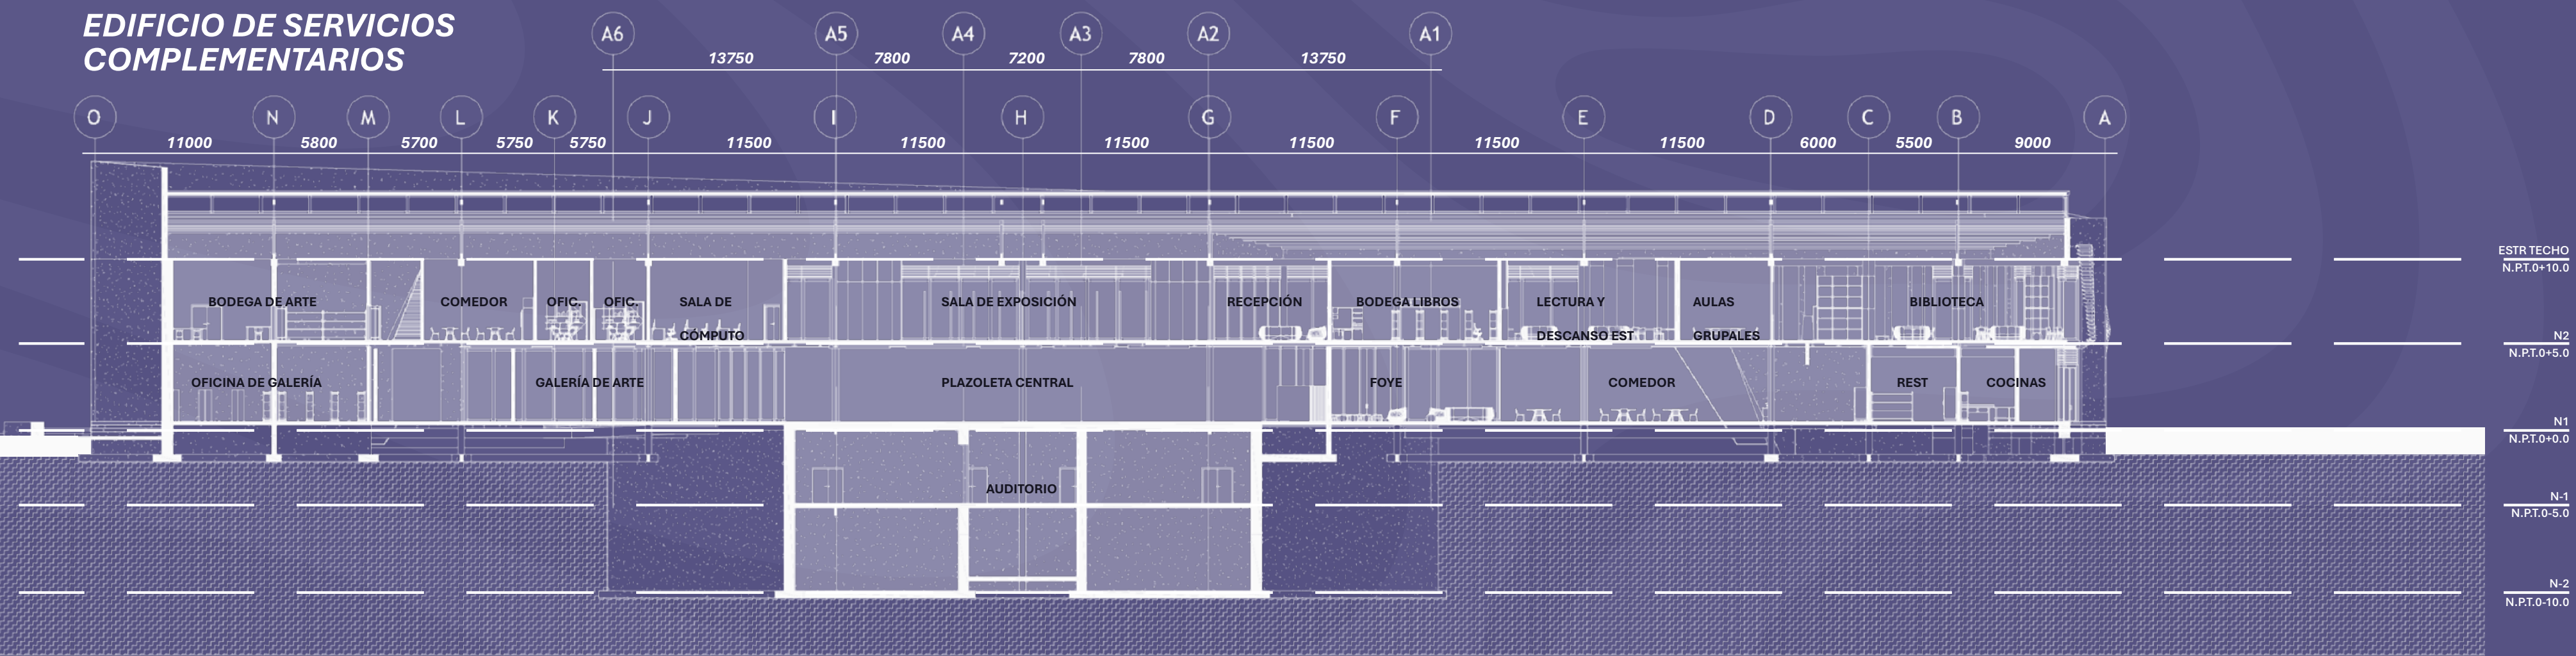 EDIFICIO DE SERVICIOS
COMPLEMENTARIOS
A6 A5 A4 A3 A2 A1
13750 7800 7200 7800 13750
O N M L K J I H G F E D C B A
11000 5800 5700 5750 5750 11500 11500 11500 11500 11500 11500 6000 5500 9000
ESTR TECHO
N.P.T.0+10.0
BODEGA DE ARTE COMEDOR OFIC. OFIC. SALA DE SALA DE EXPOSICIÓN RECEPCIÓN BODEGA LIBROS LECTURA Y AULAS BIBLIOTECA
CÓMPUTO DESCANSO EST GRUPALES
N2
N.P.T.0+5.0
OFICINA DE GALERÍA GALERÍA DE ARTE PLAZOLETA CENTRAL FOYE COMEDOR REST COCINAS
N1
N.P.T.0+0.0
AUDITORIO
N-1
N.P.T.0-5.0
N-2
N.P.T.0-10.0